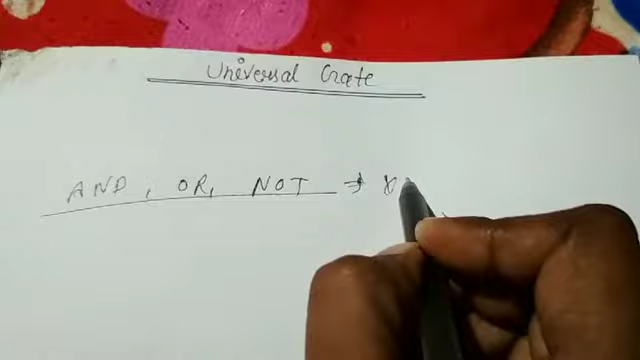 Universal Gate
AND, OR, NOT ⇒